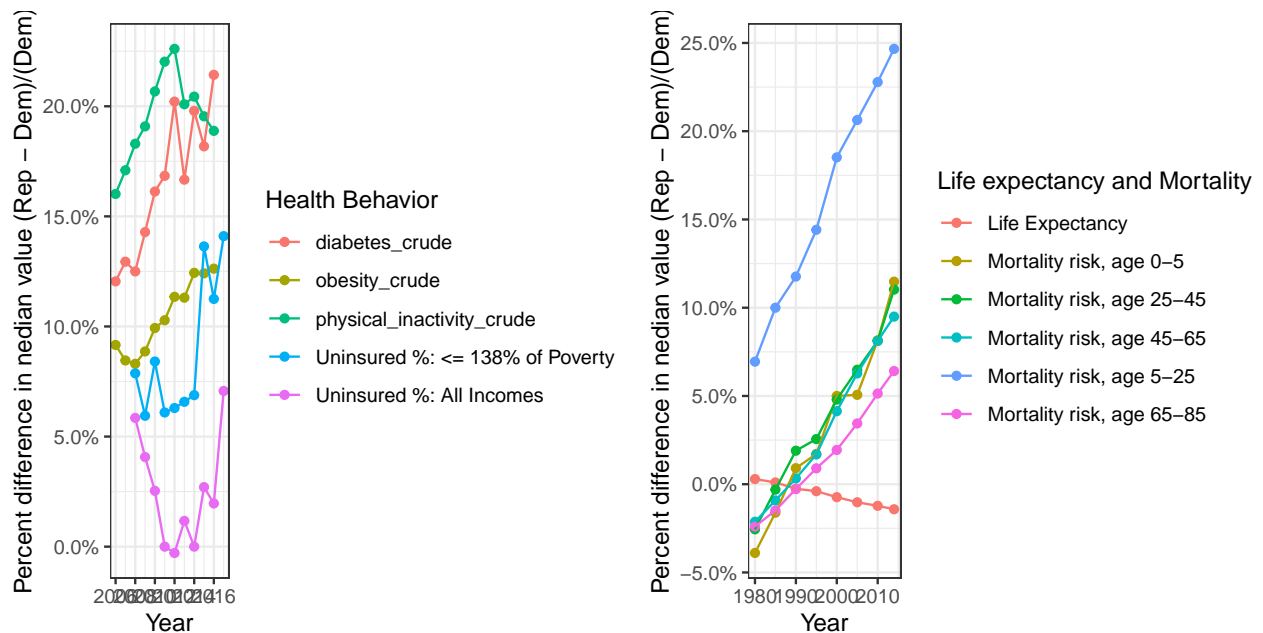 Percent difference in nedian value (Rep − Dem)/(Dem)
20.0%
15.0%
10.0%
5.0%
0.0%
Year
Health Behavior
diabetes_crude
obesity_crude
physical_inactivity_crude
Uninsured %: <= 138% of Poverty
Uninsured %: All Incomes
Percent difference in nedian value (Rep − Dem)/(Dem)
25.0%
20.0%
15.0%
10.0%
5.0%
0.0%
−5.0%
1980 1990 2000 2010
Year
Life expectancy and Mortality
Life Expectancy
Mortality risk, age 0−5
Mortality risk, age 25−45
Mortality risk, age 45−65
Mortality risk, age 5−25
Mortality risk, age 65−85